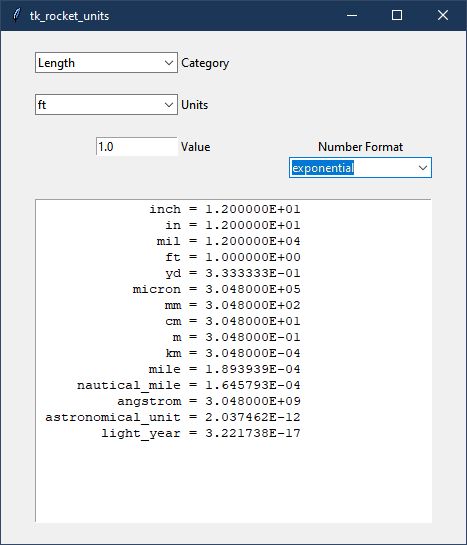 tk_rocket_units
Length Category
ft Units
1.0 Value
Number Format
exponential
inch = 1.200000E+01
in = 1.200000E+01
mil = 1.200000E+04
ft = 1.000000E+00
yd = 3.333333E-01
micron = 3.048000E+05
mm = 3.048000E+02
cm = 3.048000E+01
m = 3.048000E-01
km = 3.048000E-04
mile = 1.893939E-04
nautical_mile = 1.645793E-04
angstrom = 3.048000E+09
astronomical_unit = 2.037462E-12
light_year = 3.221738E-17